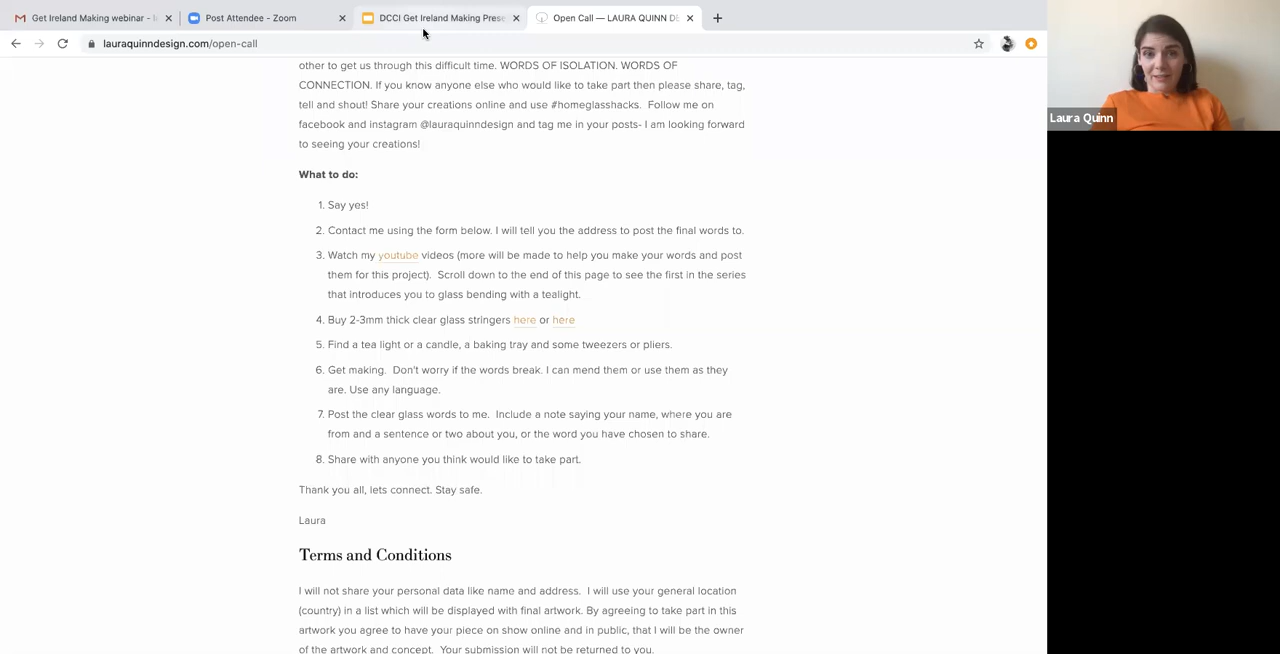 Get Ireland Making webinar -
Post Attendee - Zoom
DCCI Get Ireland Making Prese
Open Call — LAURA QUINN DE
lauraquinndesign.com/open-call
other to get us through this difficult time. WORDS OF ISOLATION. WORDS OF
CONNECTION. If you know anyone else who would like to take part then please share, tag,
tell and shout! Share your creations online and use #homeglasshacks. Follow me on
facebook and instagram @lauraquinndesign and tag me in your posts- I am looking forward
to seeing your creations!
What to do:
1. Say yes!
2. Contact me using the form below. I will tell you the address to post the final words to.
3. Watch my youtube videos (more will be made to help you make your words and post
them for this project). Scroll down to the end of this page to see the first in the series
that introduces you to glass bending with a tealight.
4. Buy 2-3mm thick clear glass stringers here or here
5. Find a tea light or a candle, a baking tray and some tweezers or pliers.
6. Get making. Don't worry if the words break. I can mend them or use them as they
are. Use any language.
7. Post the clear glass words to me. Include a note saying your name, where you are
from and a sentence or two about you, or the word you have chosen to share.
8. Share with anyone you think would like to take part.
Thank you all, lets connect. Stay safe.
Laura
Terms and Conditions
I will not share your personal data like name and address. I will use your general location
(country) in a list which will be displayed with final artwork. By agreeing to take part in this
artwork you agree to have your piece on show online and in public, that I will be the owner
of the artwork and concept. Your submission will not be returned to you.
Laura Quinn